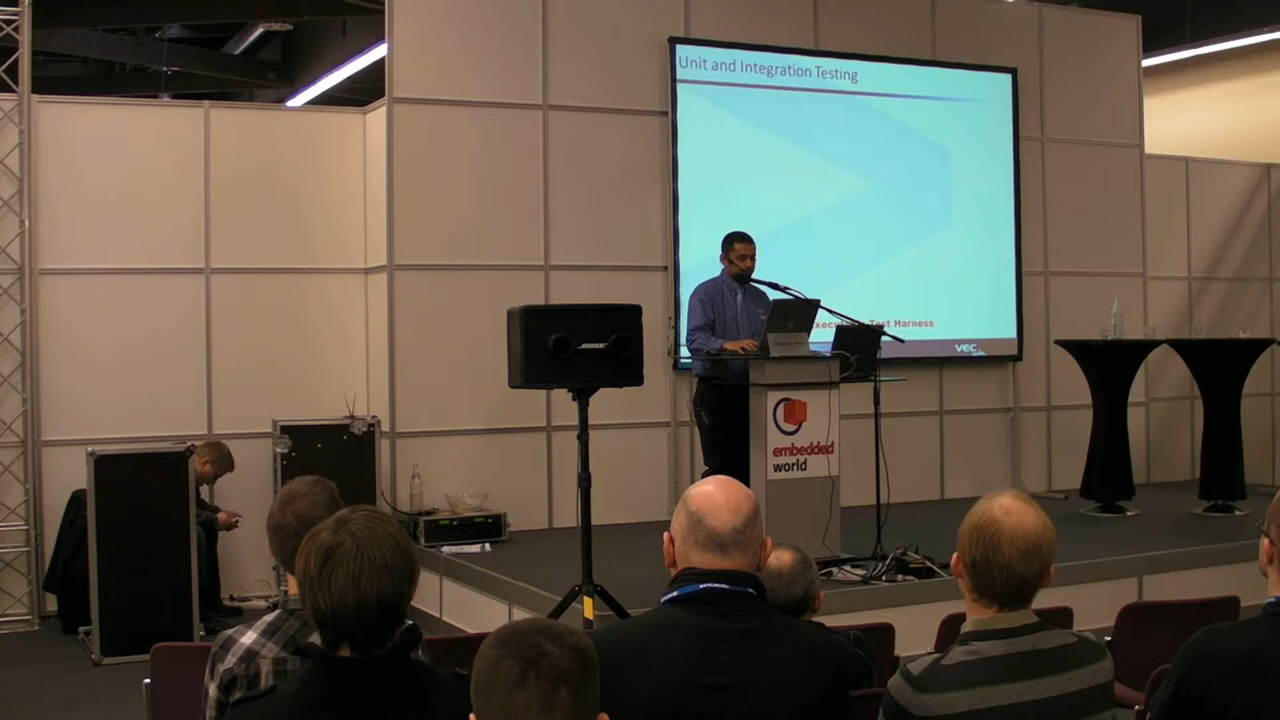 Unit and Integration Testing
Test Harness
VEC
BOSE
embedded
world